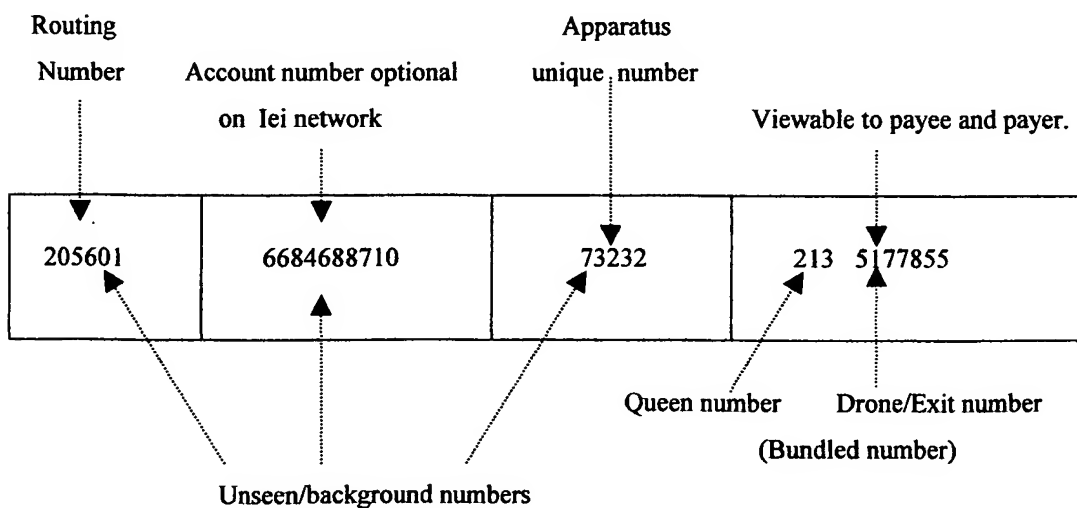 Routing
Number
Account number optional
on Iei network
Apparatus
unique number
Viewable to payee and payer.
205601
6684688710
73232
213 5177855
Queen number
Drone/Exit number
(Bundled number)
Unseen/background numbers